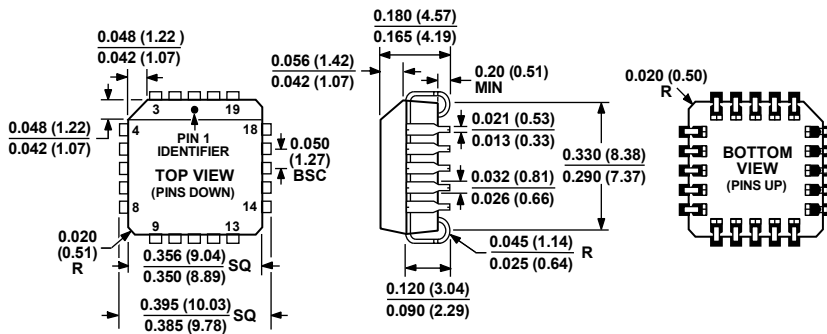 0.048 (1.22 )
0.042 (1.07)
0.048 (1.22)
0.042 (1.07)
3
19
4
18
PIN 1
IDENTIFIER
TOP VIEW
(PINS DOWN)
8
14
9
13
0.050
(1.27)
BSC
0.020
(0.51)
R
0.356 (9.04)
0.350 (8.89)
SQ
0.395 (10.03)
0.385 (9.78)
SQ
0.180 (4.57)
0.165 (4.19)
0.056 (1.42)
0.042 (1.07)
0.20 (0.51)
MIN
0.021 (0.53)
0.013 (0.33)
0.032 (0.81)
0.026 (0.66)
0.330 (8.38)
0.290 (7.37)
0.045 (1.14)
0.025 (0.64)
R
0.120 (3.04)
0.090 (2.29)
0.020 (0.50)
R
BOTTOM
VIEW
(PINS UP)